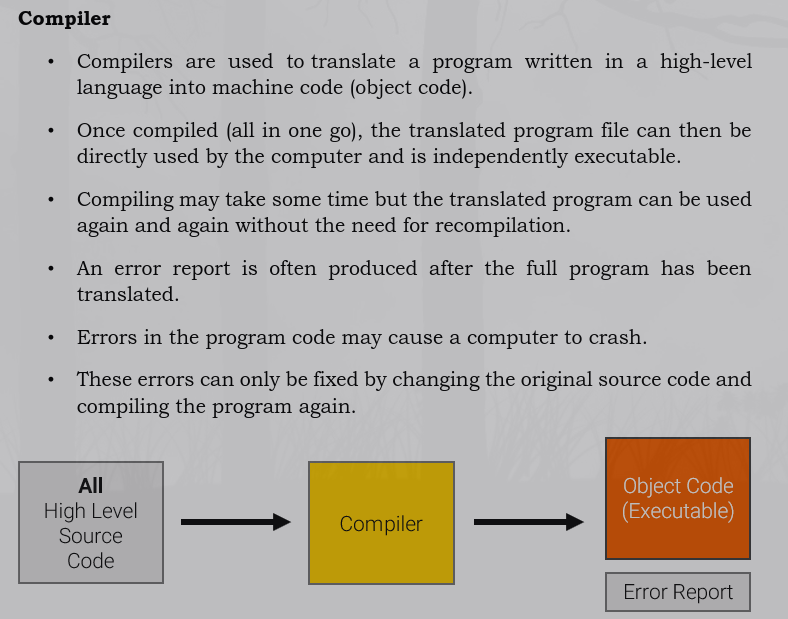 Compiler
• Compilers are used to translate a program written in a high-level
language into machine code (object code).
• Once compiled (all in one go), the translated program file can then be
directly used by the computer and is independently executable.
• Compiling may take some time but the translated program can be used
again and again without the need for recompilation.
• An error report is often produced after the full program has been
translated.
• Errors in the program code may cause a computer to crash.
• These errors can only be fixed by changing the original source code and
compiling the program again.
All
High Level
Source
Code
Compiler
Object Code
(Executable)
Error Report